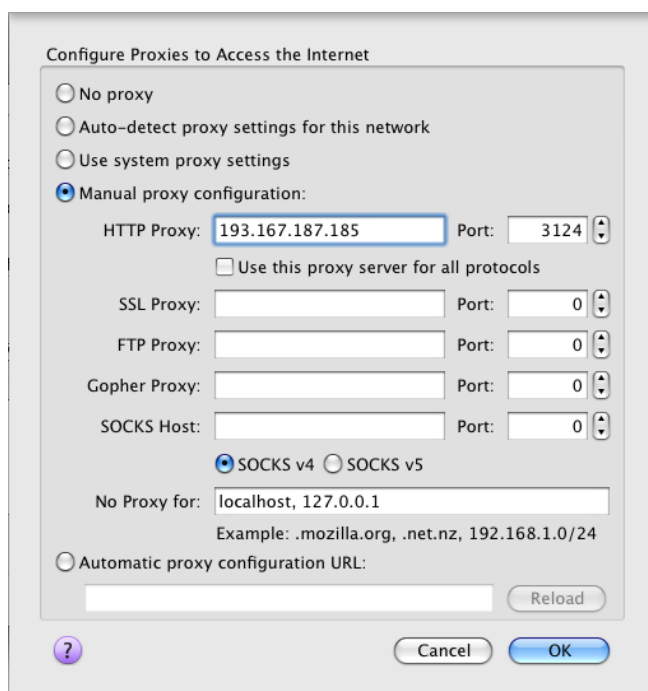 Configure Proxies to Access the Internet
No proxy
Auto-detect proxy settings for this network
Use system proxy settings
Manual proxy configuration:
HTTP Proxy: 193.167.187.185 Port: 3124
Use this proxy server for all protocols
SSL Proxy: Port: 0
FTP Proxy: Port: 0
Gopher Proxy: Port: 0
SOCKS Host: Port: 0
SOCKS v4 SOCKS v5
No Proxy for: localhost, 127.0.0.1
Example: .mozilla.org, .net.nz, 192.168.1.0/24
Automatic proxy configuration URL:
Reload
? Cancel OK